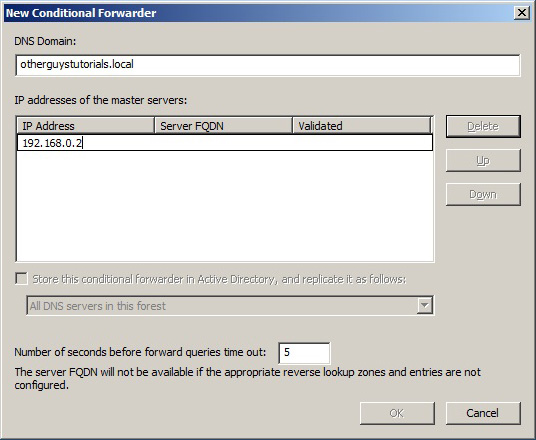 New Conditional Forwarder
DNS Domain:
otherguystutorials.local
IP addresses of the master servers:
IP Address Server FQDN Validated
192.168.0.2
Delete
Up
Down
Store this conditional forwarder in Active Directory, and replicate it as follows:
All DNS servers in this forest
Number of seconds before forward queries time out: 5
The server FQDN will not be available if the appropriate reverse lookup zones and entries are not
configured.
OK Cancel